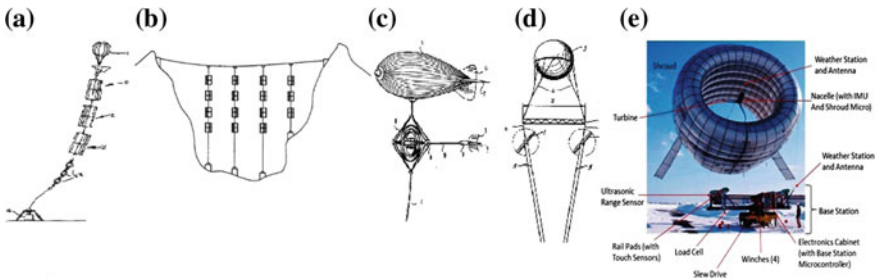 (a)
(b)
(c)
(d)
(e)
Shroud
Weather Station
and Antenna
Nacelle (with IMU
and Shroud Micro)
Turbine
Weather Station
and Antenna
Ultrasonic
Range Sensor
Base Station
Rail Pads (with
Touch Sensors)
Load Cell
Slew Drive
Winches (4)
Electronics Cabinet
(with Base Station
Microcontroller)